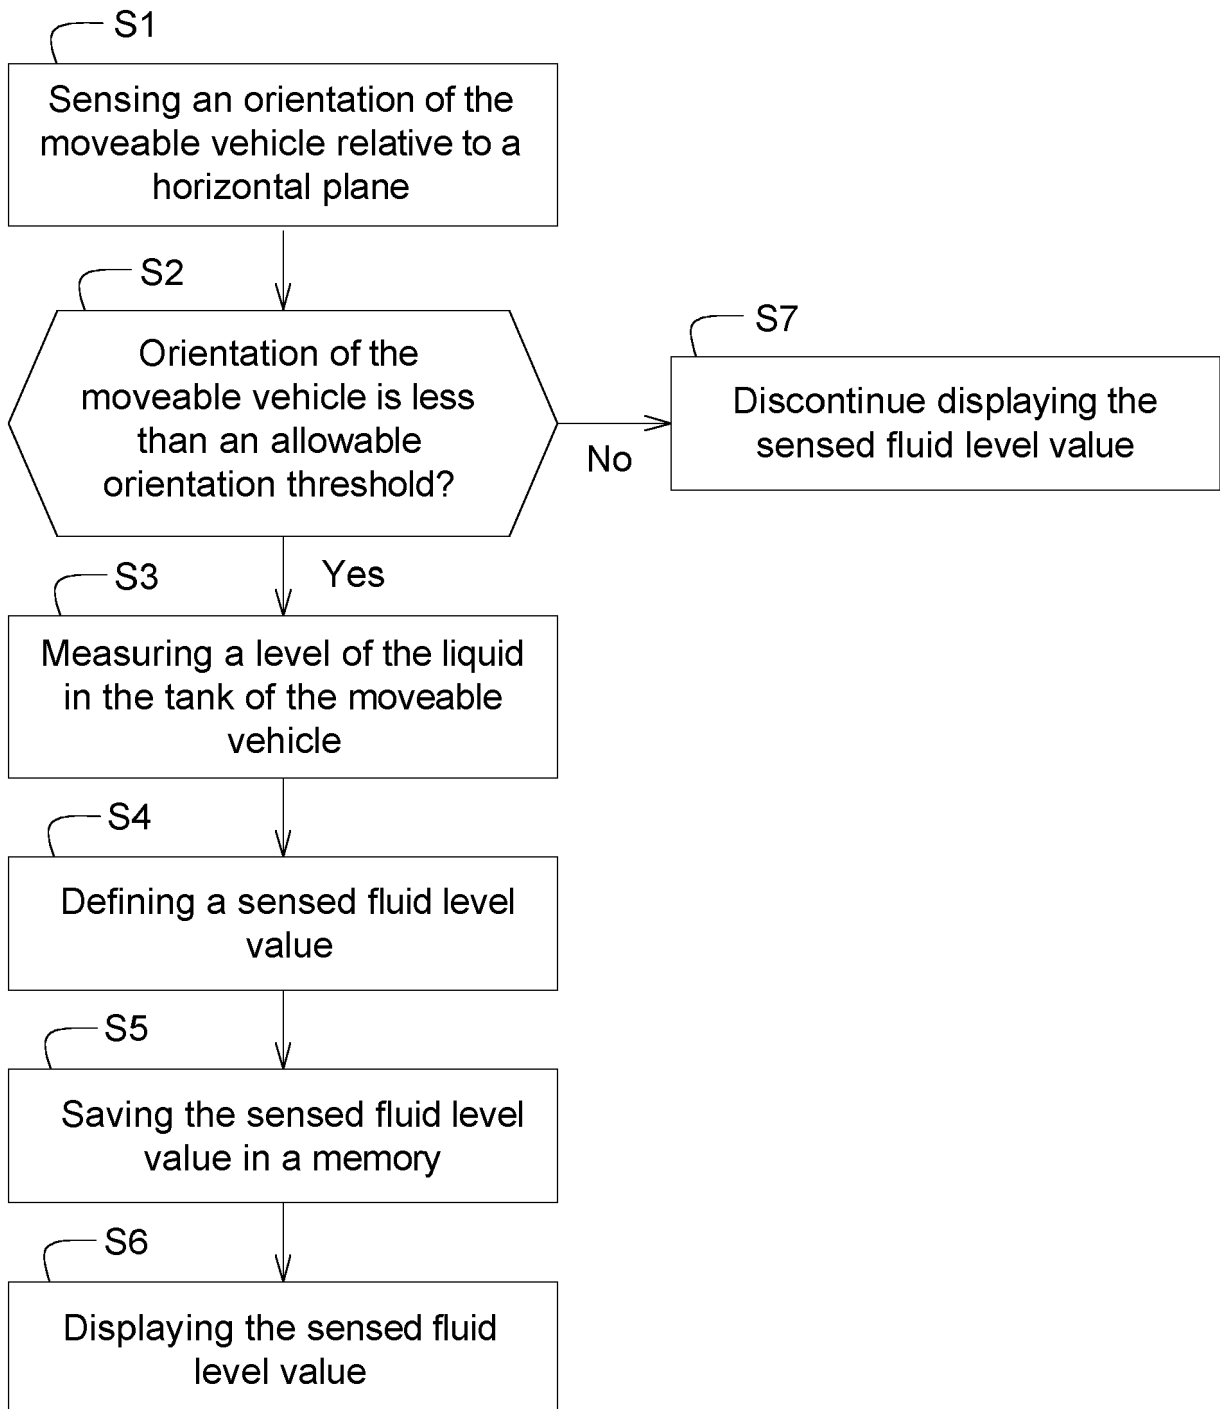 S1
Sensing an orientation of the
moveable vehicle relative to a
horizontal plane
S2
Orientation of the
moveable vehicle is less
than an allowable
orientation threshold?
S7
Discontinue displaying the
sensed fluid level value
No
Yes
S3
Measuring a level of the liquid
in the tank of the moveable
vehicle
S4
Defining a sensed fluid level
value
S5
Saving the sensed fluid level
value in a memory
S6
Displaying the sensed fluid
level value